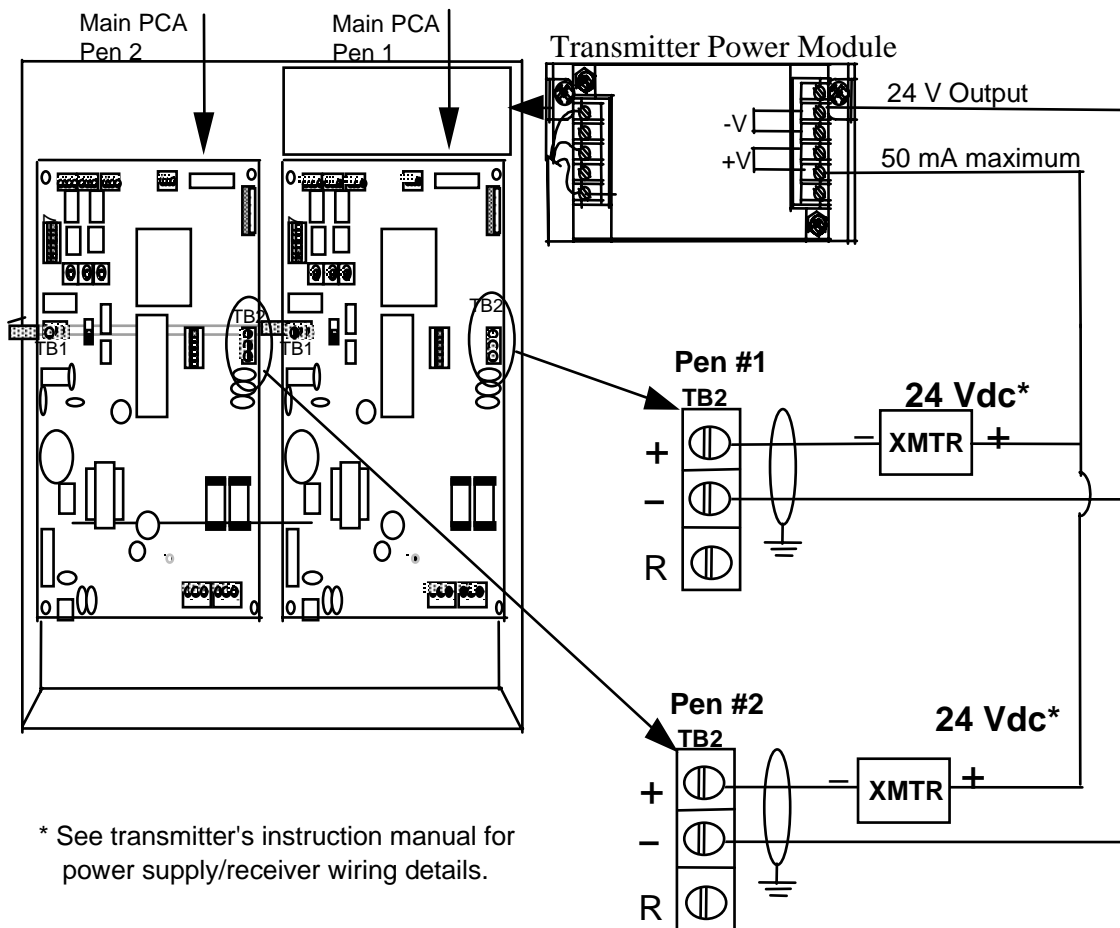 Main PCA
Pen 2
Main PCA
Pen 1
Transmitter Power Module
24 V Output
-V
+V
50 mA maximum
TB2
TB2
TB1
TB1
Pen #1
TB2
24 Vdc*
+
− XMTR +
−
R
Pen #2
TB2
24 Vdc*
+
− XMTR +
−
R
* See transmitter's instruction manual for
power supply/receiver wiring details.